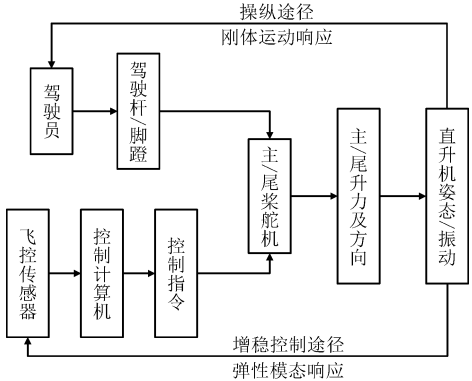 操纵途径
刚体运动响应
驾驶员
驾驶杆/脚蹬
主/尾桨舵机
主/尾升力及方向
直升机姿态/振动
飞控传感器
控制计算机
控制指令
增稳控制途径
弹性模态响应